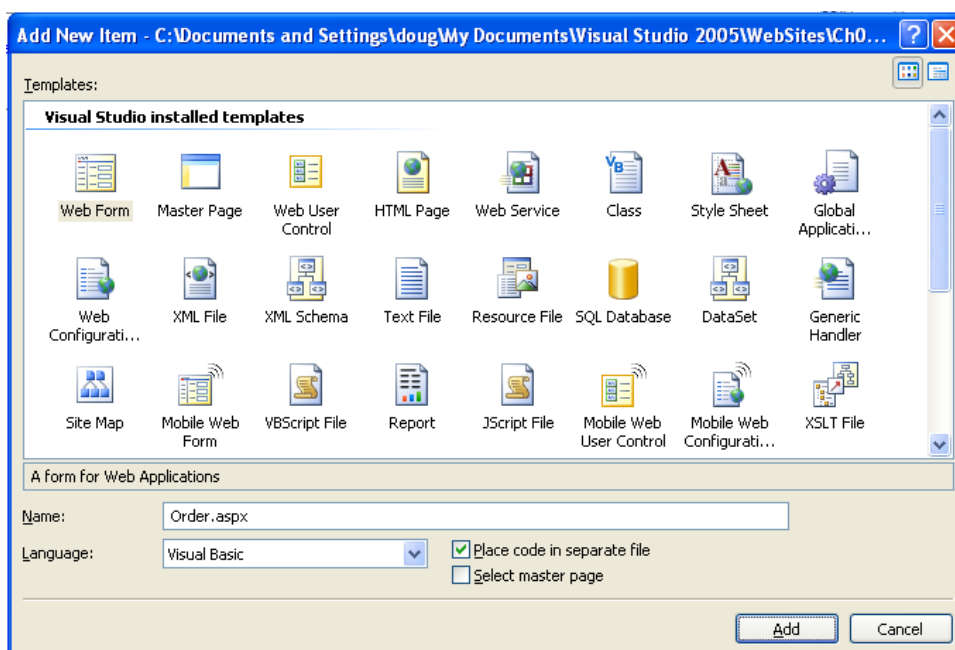 Add New Item - C:\Documents and Settings\doug\My Documents\Visual Studio 2005\WebSites\Ch0...
Templates:
Visual Studio installed templates
Web Form
Master Page
Web User Control
HTML Page
Web Service
Class
Style Sheet
Global Applicati...
Web Configurati...
XML File
XML Schema
Text File
Resource File
SQL Database
DataSet
Generic Handler
Site Map
Mobile Web Form
VBScript File
Report
JScript File
Mobile Web User Control
Mobile Web Configurati...
XSLT File
A form for Web Applications
Name:
Order.aspx
Language:
Visual Basic
Place code in separate file
Select master page
Add
Cancel